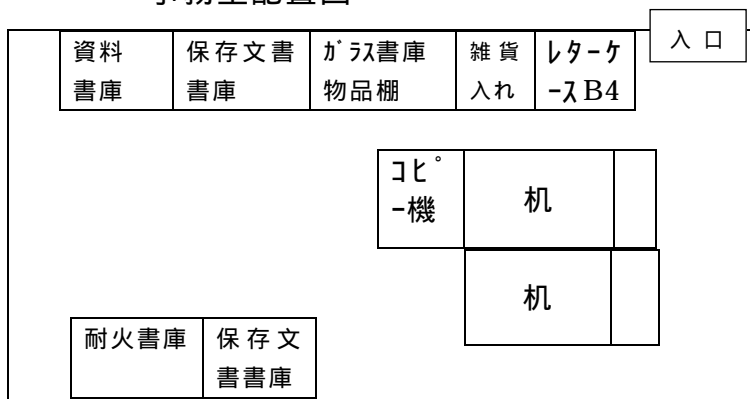 入口
資料
書庫
保存文書
書庫
ｶﾞﾗｽ書庫
物品棚
雑貨
入れ
ﾚﾀｰｹ
ｰｽB4
ｺﾋﾟ
ｰ機
机
机
耐火書庫
保存文
書書庫